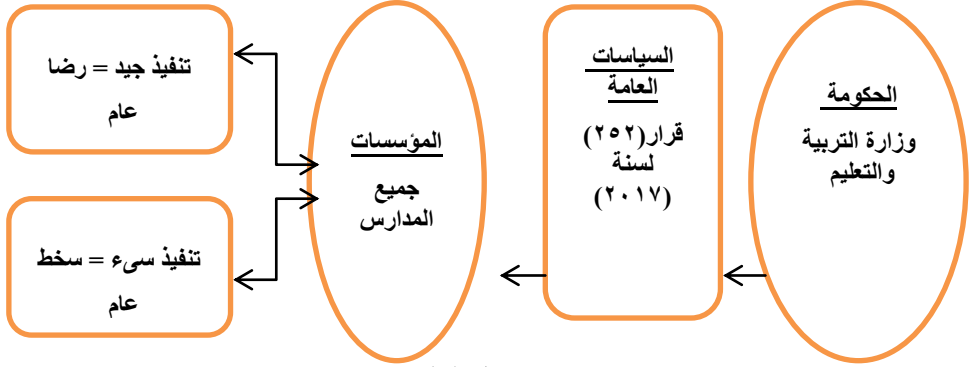 الحكومة
وزارة التربية
والتعليم
السياسات
العامة
قرار(٢٥٢)
لسنة
(٢٠١٧)
المؤسسات
جميع
المدارس
تنفيذ جيد = رضا
عام
تنفيذ سىء = سخط
عام